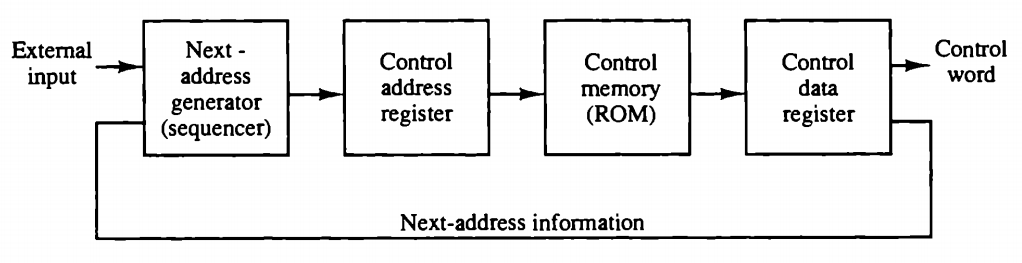 External
input
Next -
address
generator
(sequencer)
Control
address
register
Control
memory
(ROM)
Control
data
register
Control
word
Next-address information